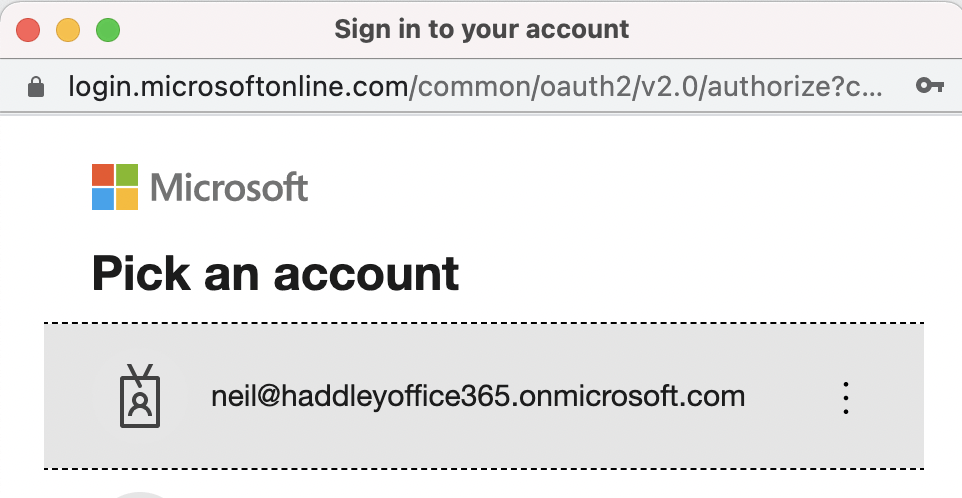 Sign in to your account
login.microsoftonline.com/common/oauth2/v2.0/authorize?c...
Microsoft
Pick an account
neil@haddleyoffice365.onmicrosoft.com